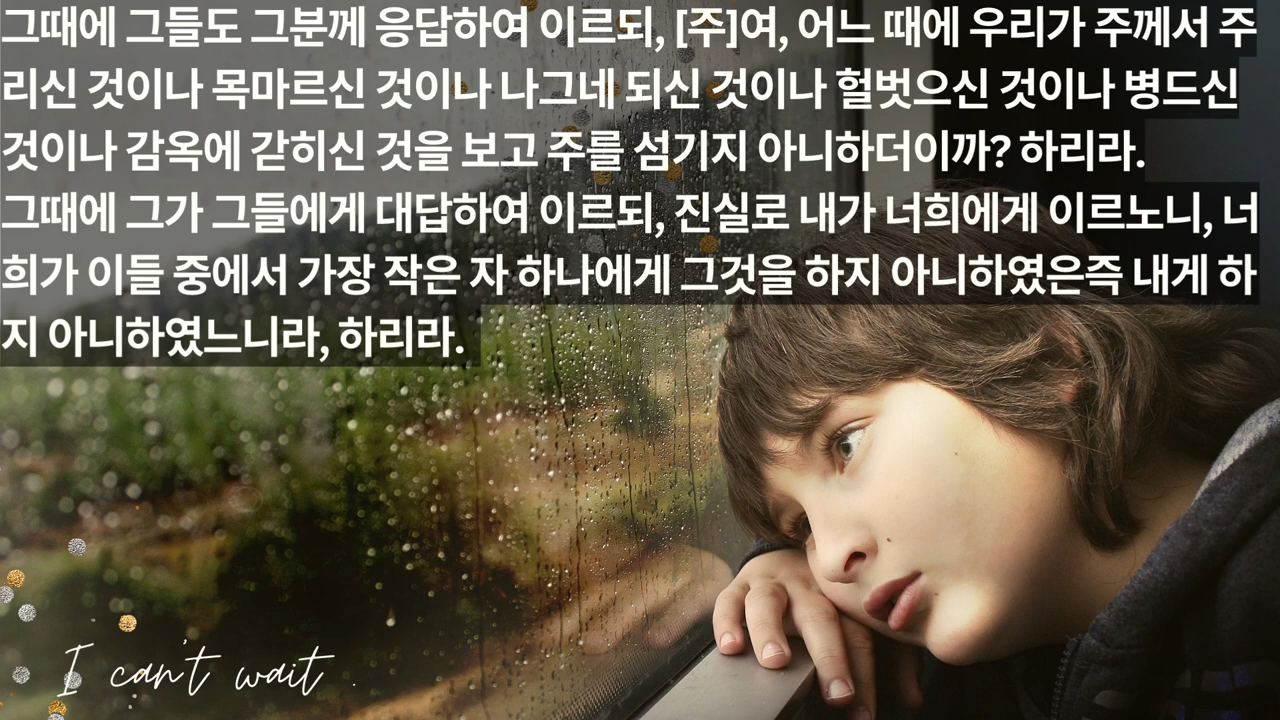 그때에 그들도 그분께 응답하여 이르되, [주]여, 어느 때에 우리가 주께서 주
리신 것이나 목마르신 것이나 나그네 되신 것이나 헐벗으신 것이나 병드신
것이나 감옥에 갇히신 것을 보고 주를 섬기지 아니하더이까? 하리라.
그때에 그가 그들에게 대답하여 이르되, 진실로 내가 너희에게 이르노니, 너
희가 이들 중에서 가장 작은 자 하나에게 그것을 하지 아니하였은즉 내게 하
지 아니하였느니라, 하리라.
I can't wait .